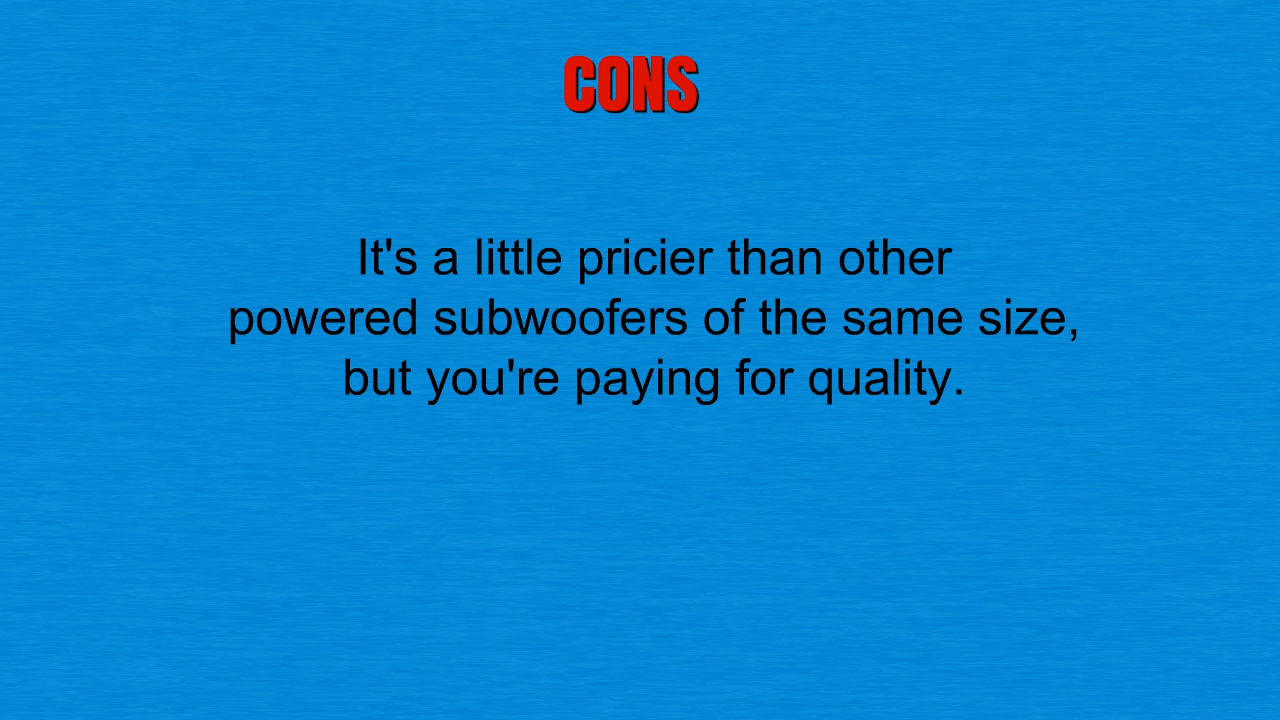 CONS
It's a little pricier than other
powered subwoofers of the same size,
but you're paying for quality.